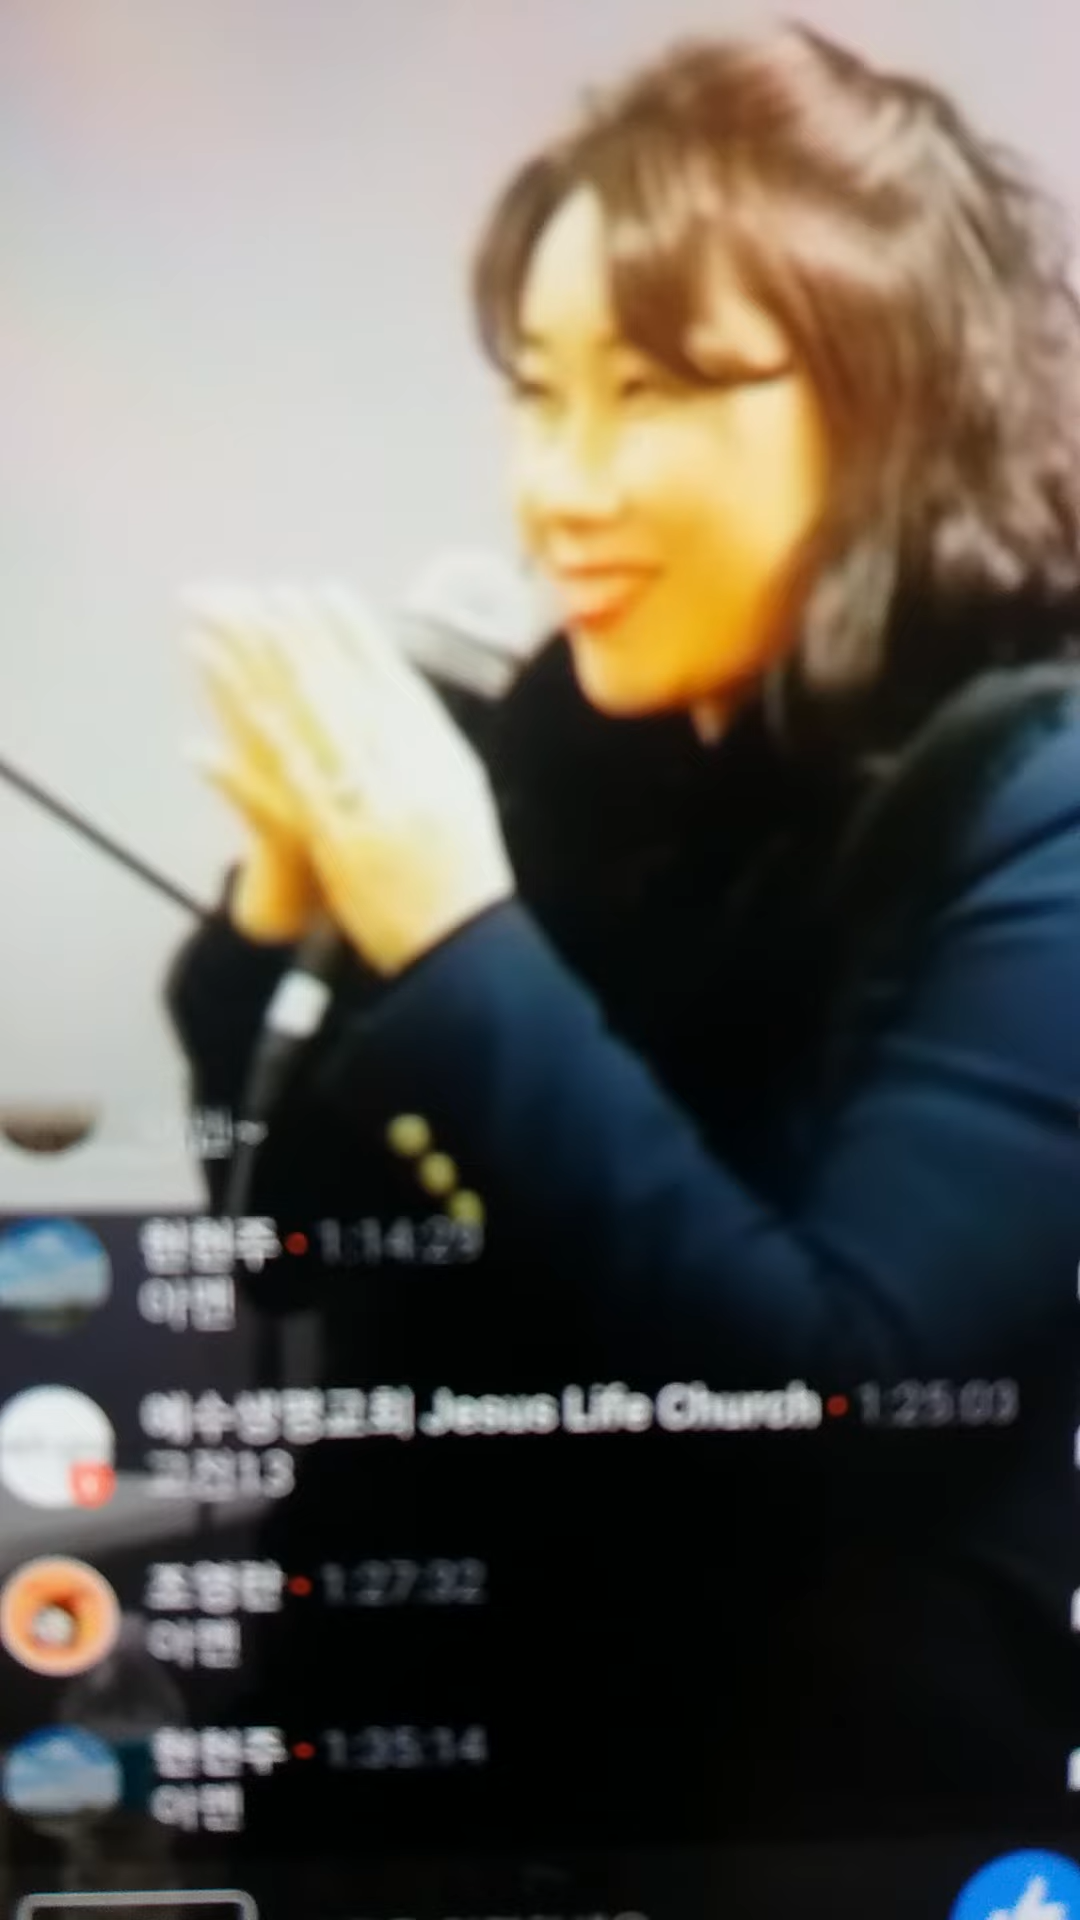 현현주 • 1:14:29
아멘
예수생명교회 Jesus Life Church • 1:25:03
고전13
조영란 • 1:27:32
아멘
현현주 • 1:35:14
아멘